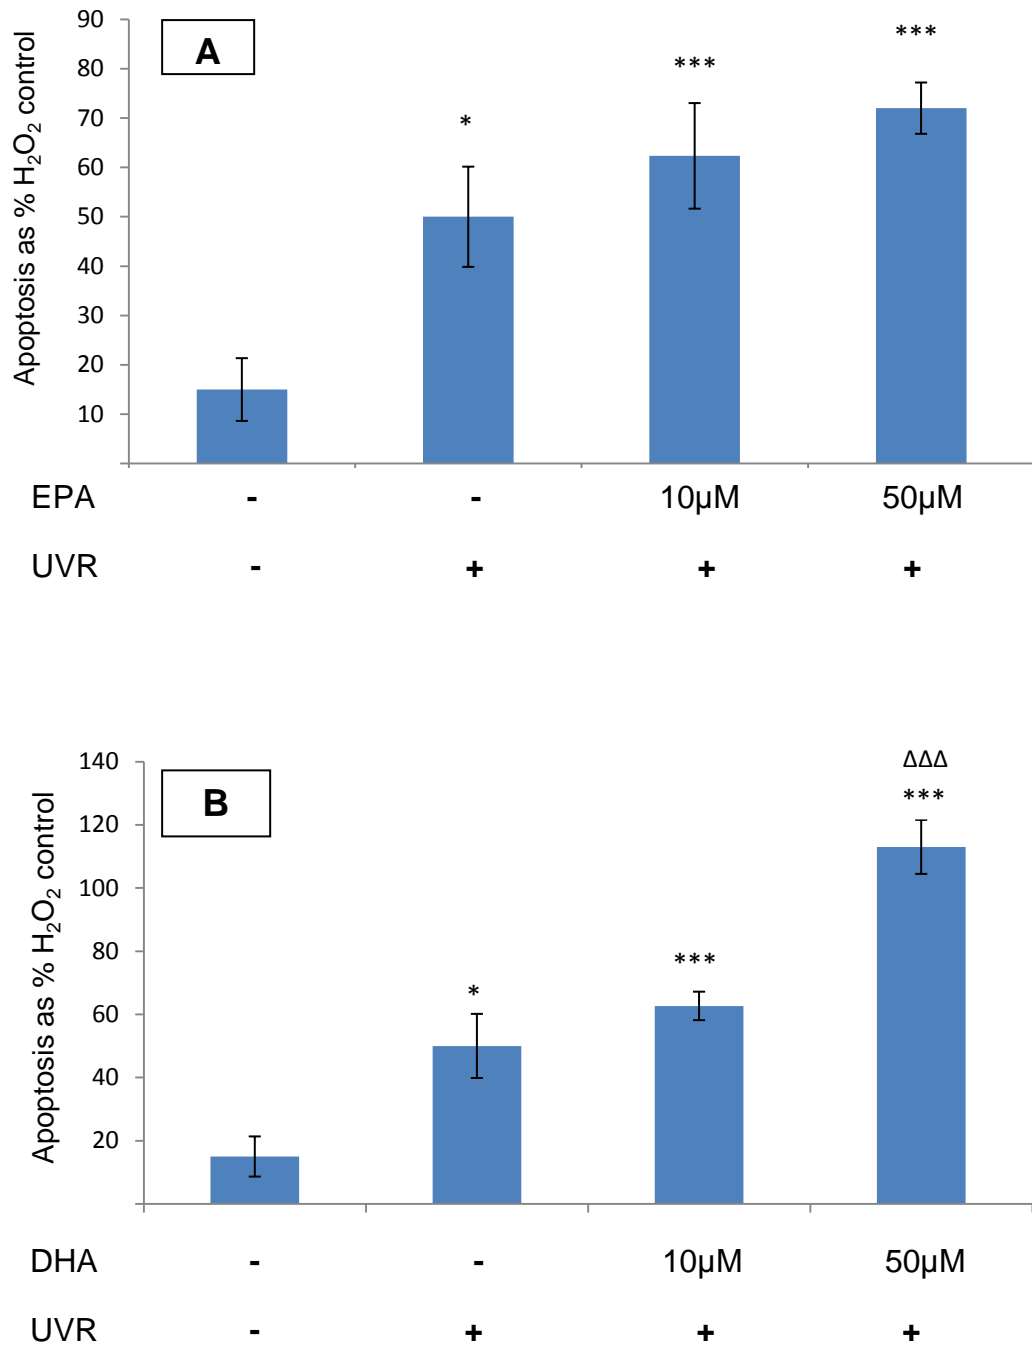 A
Apoptosis as % H₂O₂ control
90
80
70
60
50
40
30
20
10
*
***
***
EPA - - 10µM 50µM
UVR - + + +
B
Apoptosis as % H₂O₂ control
140
120
100
80
60
40
20
*
***
ΔΔΔ
***
DHA - - 10µM 50µM
UVR - + + +